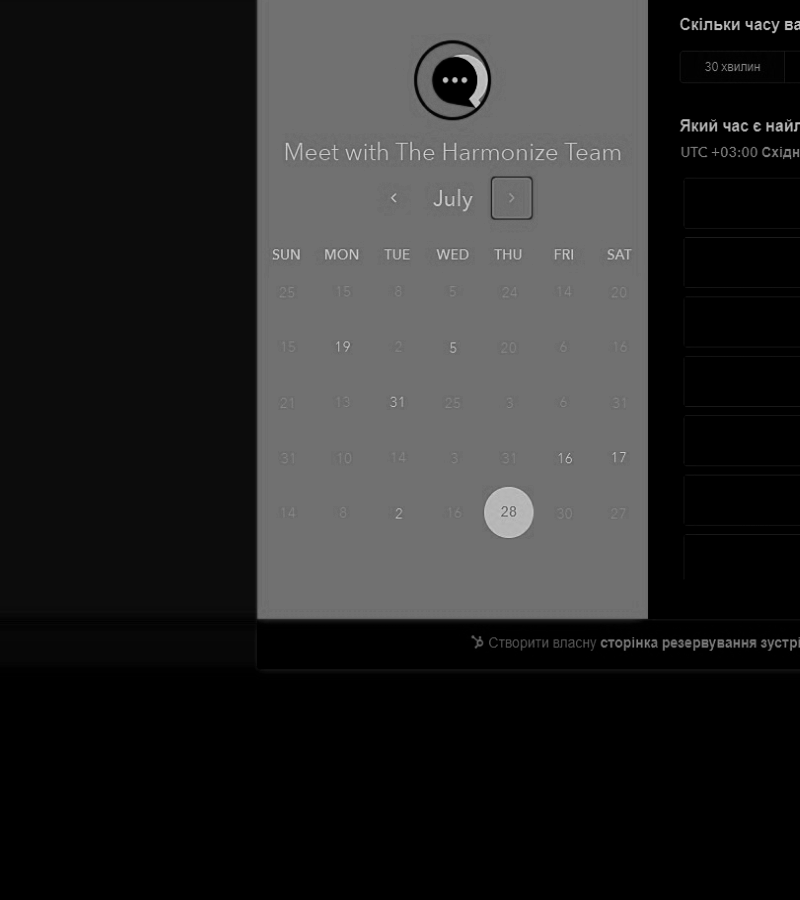 Meet with The Harmonize Team
July
SUN MON TUE WED THU FRI SAT
25 15 8 5 24 14 20
15 19 2 5 20 6 16
21 13 31 25 3 6 31
31 10 14 3 31 16 17
14 8 2 16 28 30 27
Скільки часу ва
30 хвилин
Який час є найл
UTC +03:00 Східн
Створити власну сторінка резервування зустрі